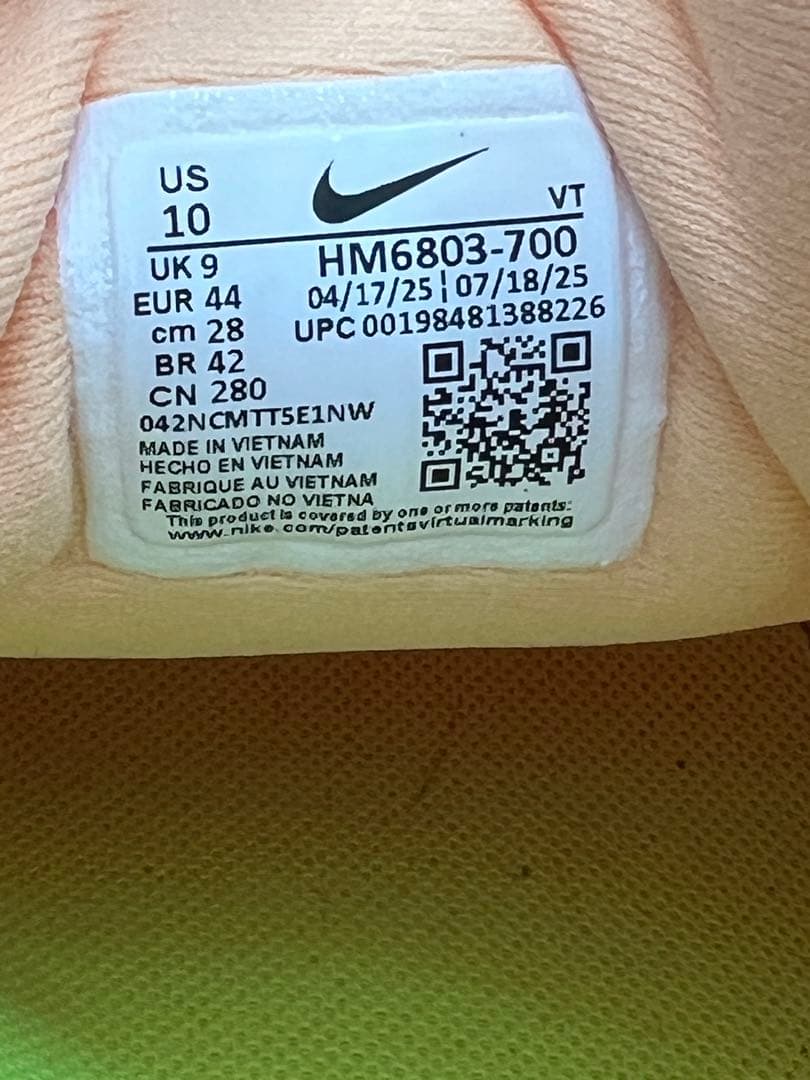 US
10
VT
UK 9
HM6803-700
EUR 44
04/17/25 | 07/18/25
cm 28
UPC 00198481388226
BR 42
CN 280
042NCMTT5E1NW
MADE IN VIETNAM
HECHO EN VIETNAM
FABRIQUE AU VIETNAM
FABRICADO NO VIETNA
This product is covered by one or more patents:
www.nike.com/patentsvirtualmarking